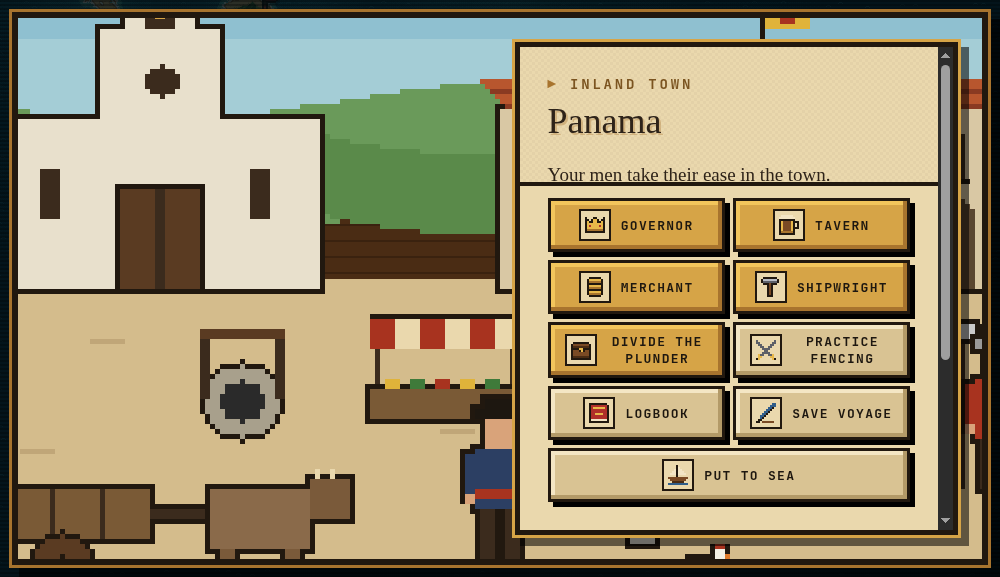 ► INLAND TOWN
Panama
Your men take their ease in the town.
GOVERNOR
TAVERN
MERCHANT
SHIPWRIGHT
DIVIDE THE
PLUNDER
PRACTICE
FENCING
LOGBOOK
SAVE VOYAGE
PUT TO SEA